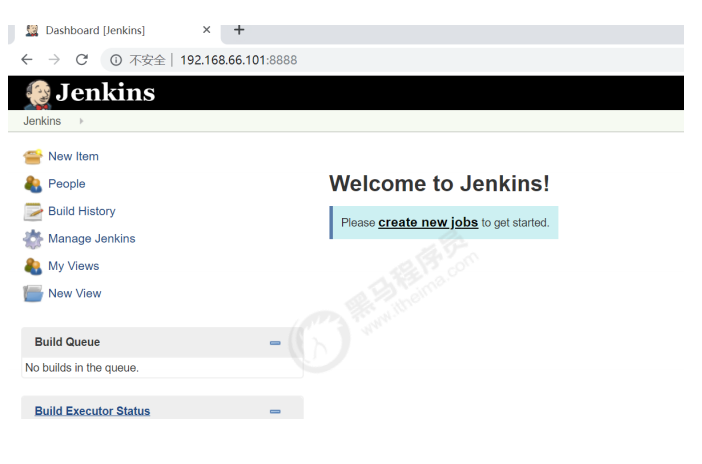 Dashboard [Jenkins]
不安全 | 192.168.66.101:8888
Jenkins
Jenkins
New Item
People
Build History
Manage Jenkins
My Views
New View
Welcome to Jenkins!
Please create new jobs to get started.
黑马程序员
www.itheima.com
Build Queue
No builds in the queue.
Build Executor Status